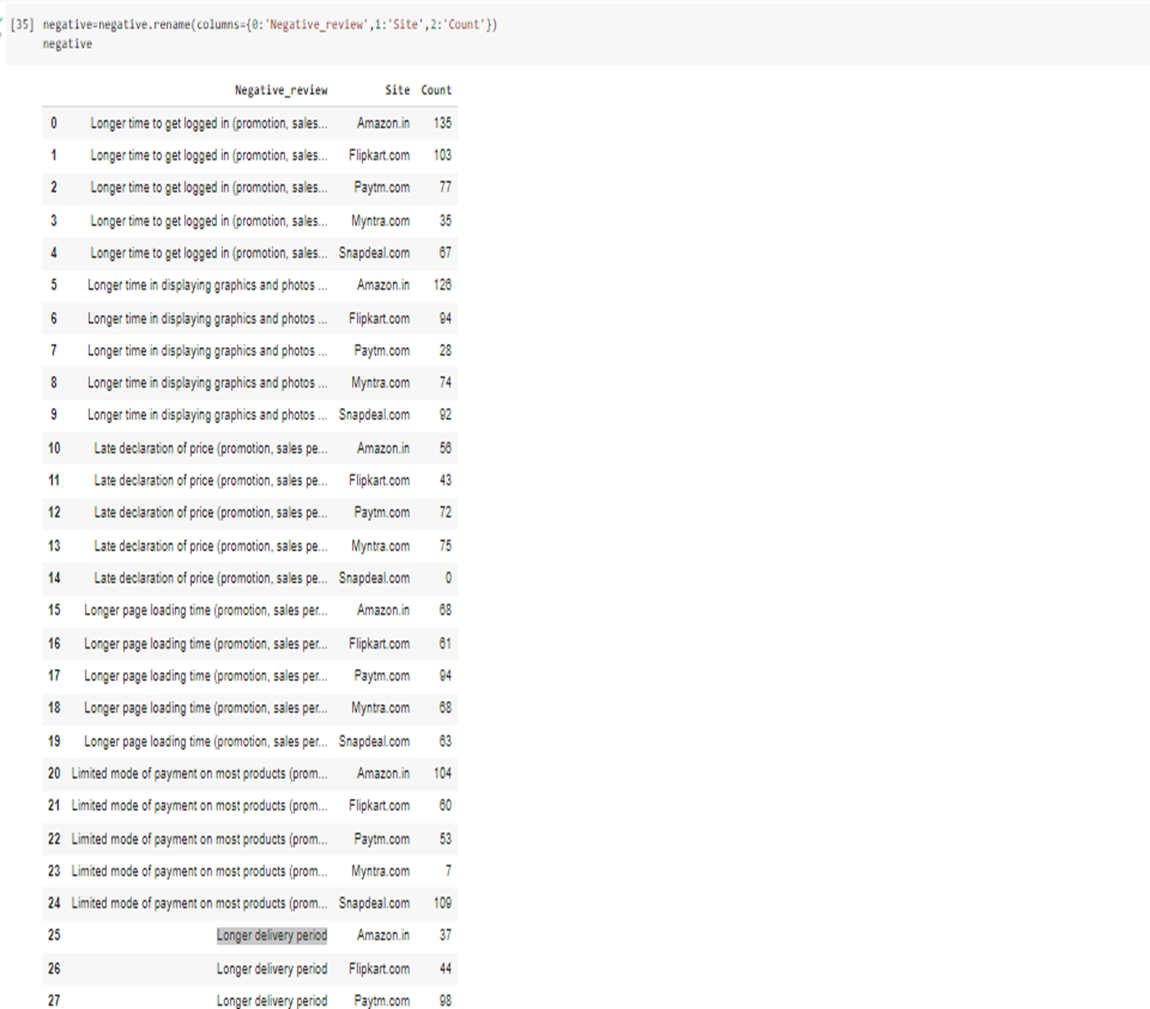 [35] negative=negative.rename(columns={0:'Negative_review',1:'Site',2:'Count'})
negative
Negative_review Site Count
0 Longer time to get logged in (promotion, sales... Amazon.in 135
1 Longer time to get logged in (promotion, sales... Flipkart.com 103
2 Longer time to get logged in (promotion, sales... Paytm.com 77
3 Longer time to get logged in (promotion, sales... Myntra.com 35
4 Longer time to get logged in (promotion, sales... Snapdeal.com 67
5 Longer time in displaying graphics and photos ... Amazon.in 126
6 Longer time in displaying graphics and photos ... Flipkart.com 94
7 Longer time in displaying graphics and photos ... Paytm.com 28
8 Longer time in displaying graphics and photos ... Myntra.com 74
9 Longer time in displaying graphics and photos ... Snapdeal.com 92
10 Late declaration of price (promotion, sales pe... Amazon.in 56
11 Late declaration of price (promotion, sales pe... Flipkart.com 43
12 Late declaration of price (promotion, sales pe... Paytm.com 72
13 Late declaration of price (promotion, sales pe... Myntra.com 75
14 Late declaration of price (promotion, sales pe... Snapdeal.com 0
15 Longer page loading time (promotion, sales per... Amazon.in 68
16 Longer page loading time (promotion, sales per... Flipkart.com 61
17 Longer page loading time (promotion, sales per... Paytm.com 94
18 Longer page loading time (promotion, sales per... Myntra.com 68
19 Longer page loading time (promotion, sales per... Snapdeal.com 63
20 Limited mode of payment on most products (prom... Amazon.in 104
21 Limited mode of payment on most products (prom... Flipkart.com 60
22 Limited mode of payment on most products (prom... Paytm.com 53
23 Limited mode of payment on most products (prom... Myntra.com 7
24 Limited mode of payment on most products (prom... Snapdeal.com 109
25 Longer delivery period Amazon.in 37
26 Longer delivery period Flipkart.com 44
27 Longer delivery period Paytm.com 98